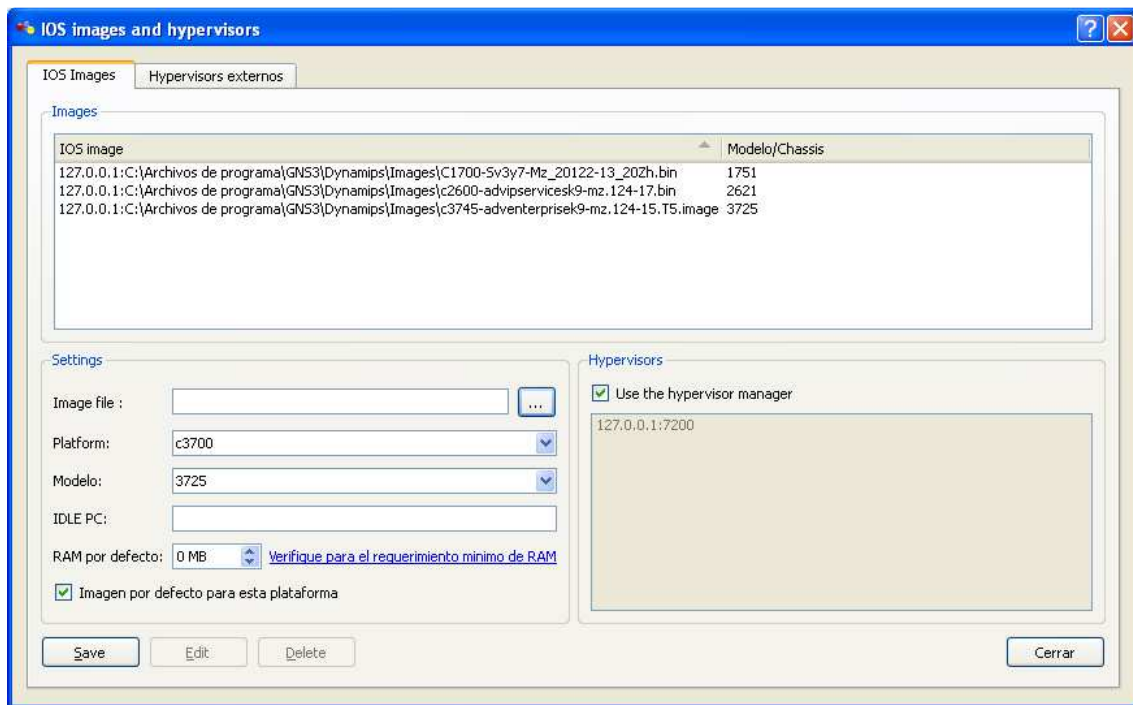 IOS images and hypervisors
IOS Images
Hypervisors externos
Images
IOS image
Modelo/Chassis
127.0.0.1:C:\Archivos de programa\GNS3\Dynamips\Images\C1700-Sv3y7-Mz_20122-13_20Zh.bin 1751
127.0.0.1:C:\Archivos de programa\GNS3\Dynamips\Images\c2600-advipservicesk9-mz.124-17.bin 2621
127.0.0.1:C:\Archivos de programa\GNS3\Dynamips\Images\c3745-adventerprisek9-mz.124-15.T5.image 3725
Settings
Image file :
...
Platform: c3700
Modelo: 3725
IDLE PC:
RAM por defecto: 0 MB Verifique para el requerimiento minimo de RAM
Imagen por defecto para esta plataforma
Hypervisors
Use the hypervisor manager
127.0.0.1:7200
Save
Edit
Delete
Cerrar